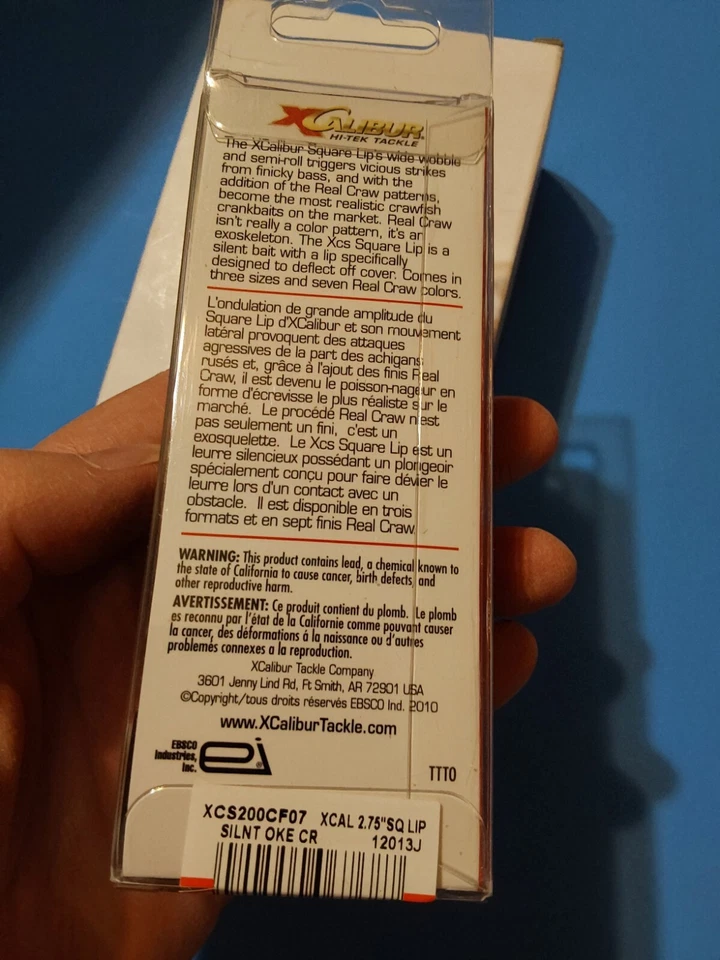 XCALIBUR
HI-TEK TACKLE
The XCalibur Square Lip's wide wobble
and semi-roll triggers vicious strikes
from finicky bass, and with the
addition of the Real Craw patterns,
become the most realistic crawfish
crankbaits on the market. Real Craw
isn't really a color pattern, it's an
exoskeleton. The Xcs Square Lip is a
silent bait with a lip specifically
designed to deflect off cover. Comes in
three sizes and seven Real Craw colors.
L'ondulation de grande amplitude du
Square Lip d'XCalibur et son mouvement
latéral provoquent des attaques
agressives de la part des achigans
rusés et, grâce à l'ajout des finis Real
Craw, il est devenu le poisson-nageur en
forme d'écrevisse le plus réaliste sur le
marché. Le procédé Real Craw n'est
pas seulement un fini, c'est un
exosquelette. Le Xcs Square Lip est un
leurre silencieux possédant un plongeoir
spécialement conçu pour faire dévier le
leurre lors d'un contact avec un
obstacle. Il est disponible en trois
formats et en sept finis Real Craw
WARNING: This product contains lead, a chemical known to
the state of California to cause cancer, birth defects and
other reproductive harm.
AVERTISSEMENT: Ce produit contient du plomb. Le plomb
es reconnu par l'état de la Californie comme pouvant causer
la cancer, des déformations á la naissance ou d'autres
problemés connexes a la reproduction.
XCalibur Tackle Company
3601 Jenny Lind Rd, Ft Smith, AR 72901 USA
©Copyright/tous droits réservés EBSCO Ind. 2010
www.XCaliburTackle.com
EBSCO
Industries,
Inc.
ei®
TTTO
XCS200CF07 XCAL 2.75"SQ LIP
SILNT OKE CR 12013J